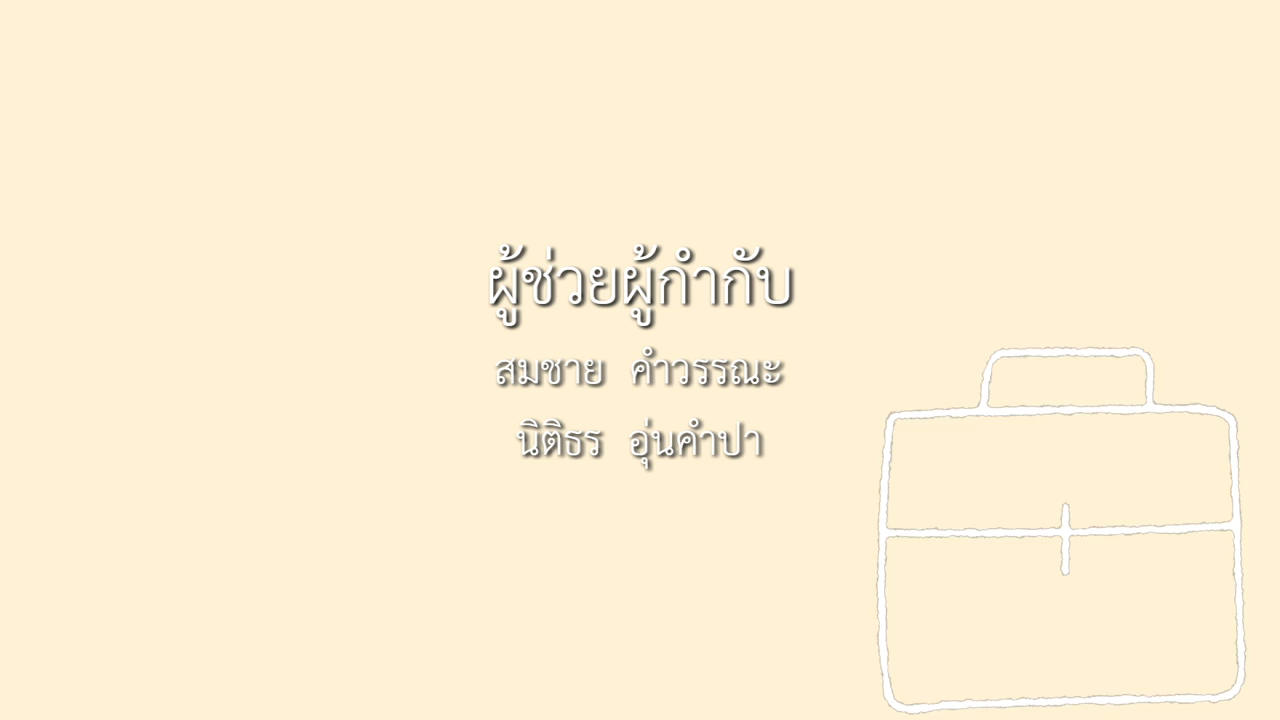 ผู้ช่วยผู้กำกับ
สมชาย คำวรรณะ
นิติธร อุ่นคำปา